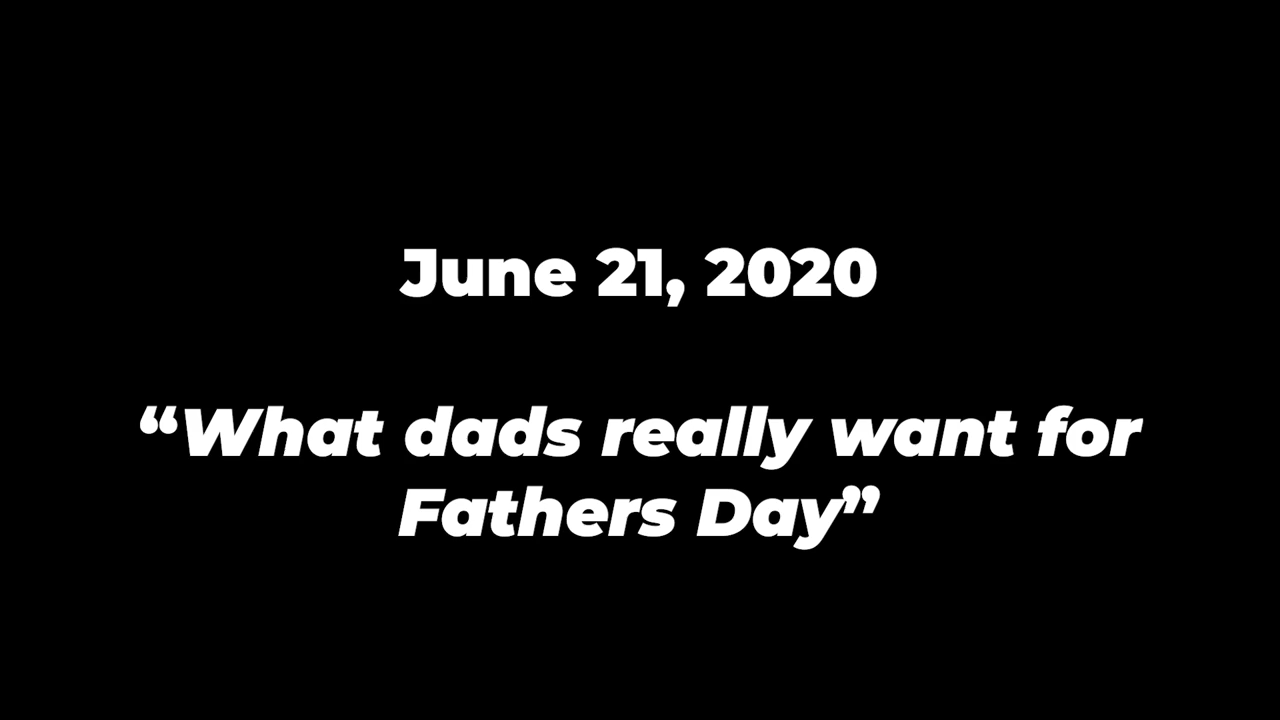 June 21, 2020
“What dads really want for
Fathers Day”